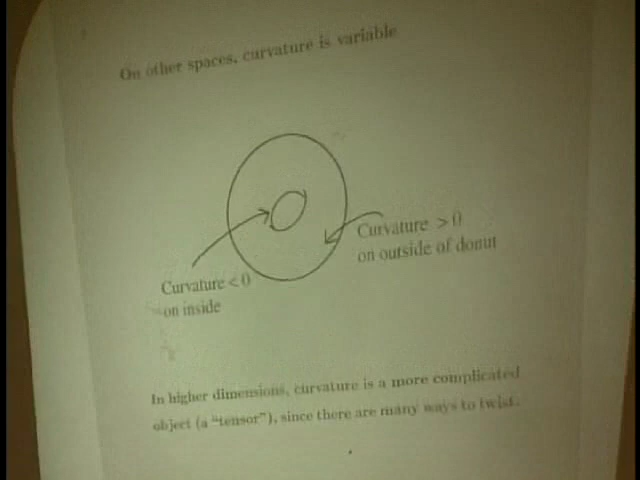 On other spaces, curvature is variable
Curvature > 0
on outside of donut
Curvature < 0
on inside
In higher dimensions, curvature is a more complicated
object (a “tensor”), since there are many ways to twist.